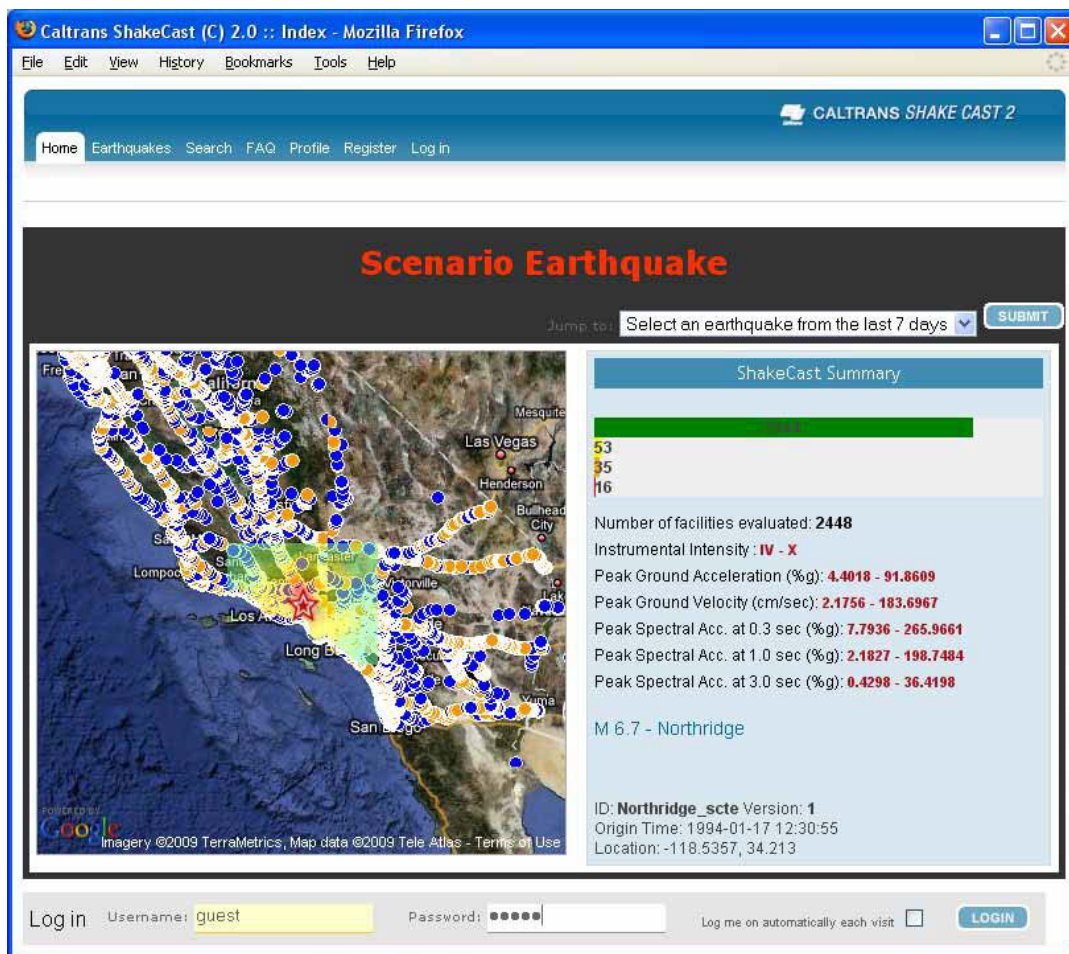 Caltrans ShakeCast (C) 2.0 :: Index - Mozilla Firefox
File Edit View History Bookmarks Tools Help
CALTRANS SHAKE CAST 2
Home Earthquakes Search FAQ Profile Register Log in
Scenario Earthquake
Jump to: Select an earthquake from the last 7 days SUBMIT
ShakeCast Summary
53
35
16
Number of facilities evaluated: 2448
Instrumental Intensity : IV - X
Peak Ground Acceleration (%g): 4.4018 - 91.8609
Peak Ground Velocity (cm/sec): 2.1756 - 183.6967
Peak Spectral Acc. at 0.3 sec (%g): 7.7936 - 265.9661
Peak Spectral Acc. at 1.0 sec (%g): 2.1827 - 198.7484
Peak Spectral Acc. at 3.0 sec (%g): 0.4298 - 36.4198
M 6.7 - Northridge
ID: Northridge_scte Version: 1
Origin Time: 1994-01-17 12:30:55
Location: -118.5357, 34.213
Mesquite
Las Vegas
Henderson
City
Lompoc
Lancaster
Victorville
Los
Long
Yuma
San
POWERED BY
Google
Imagery ©2009 TerraMetrics, Map data ©2009 Tele Atlas - Terms of Use
Log in Username: guest Password: Log me on automatically each visit LOGIN